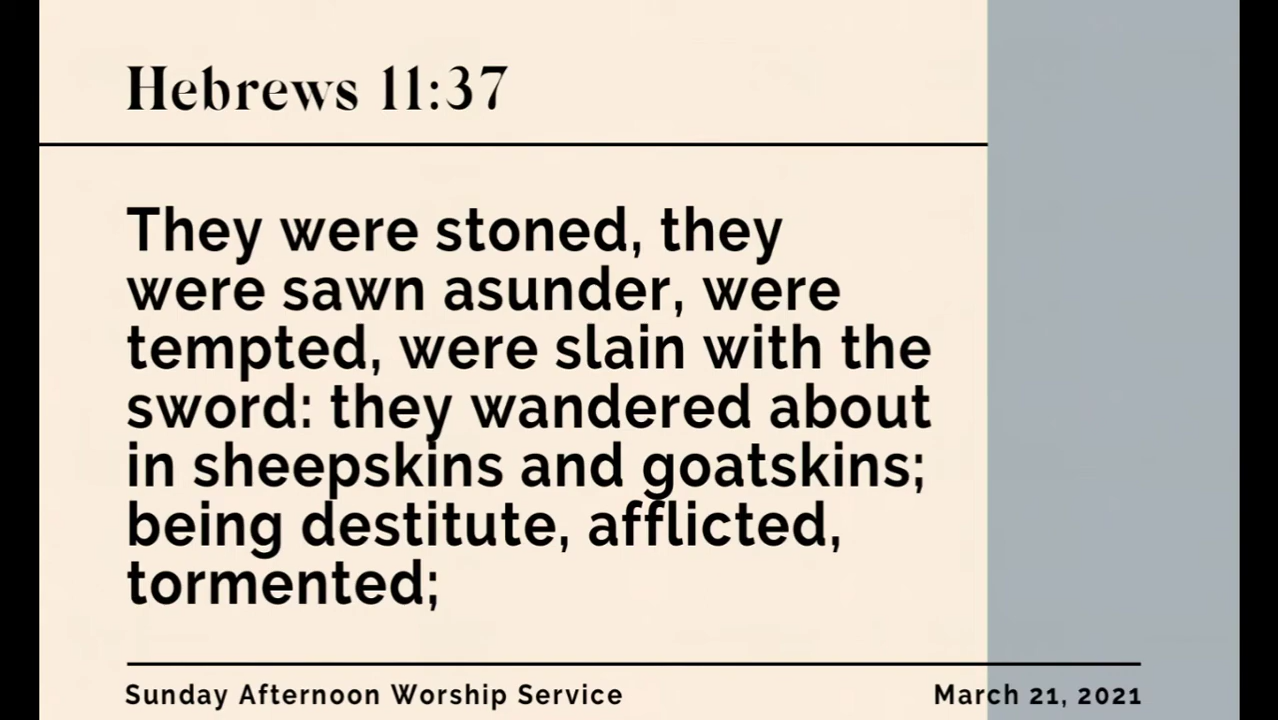 Hebrews 11:37
They were stoned, they
were sawn asunder, were
tempted, were slain with the
sword: they wandered about
in sheepskins and goatskins;
being destitute, afflicted,
tormented;
Sunday Afternoon Worship Service
March 21, 2021